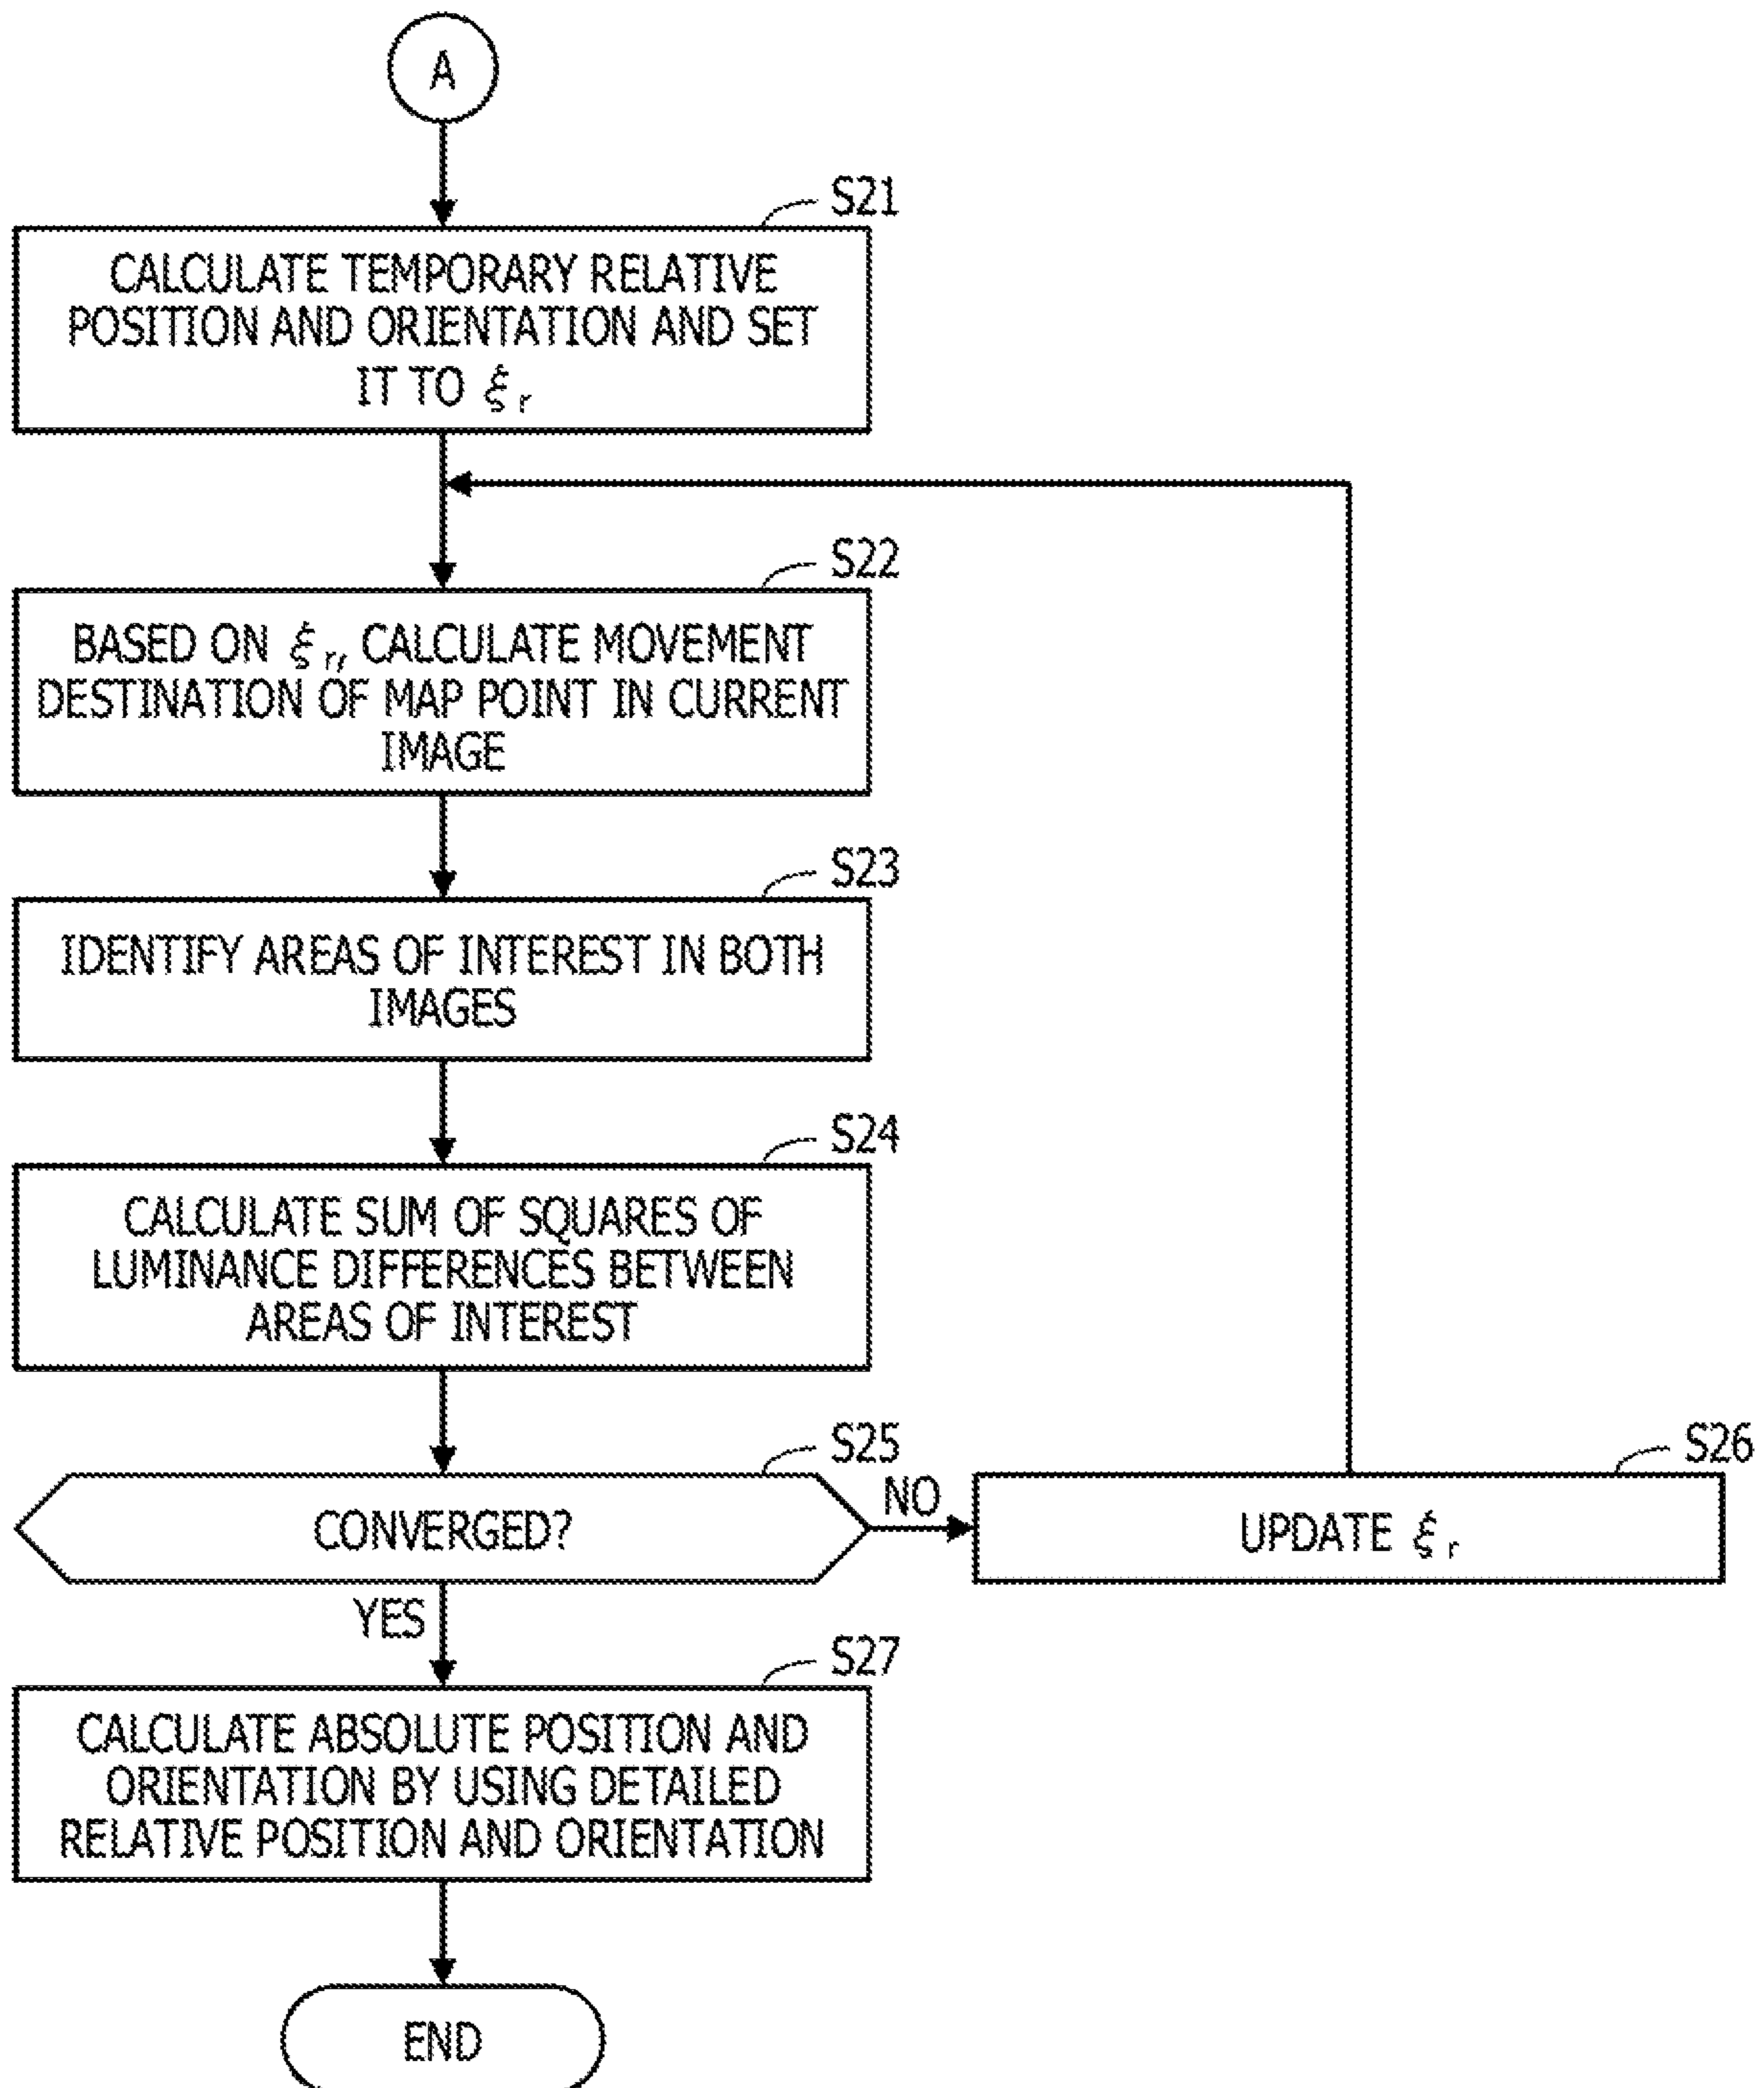 A
S21
CALCULATE TEMPORARY RELATIVE
POSITION AND ORIENTATION AND SET
IT TO ξr
S22
BASED ON ξr, CALCULATE MOVEMENT
DESTINATION OF MAP POINT IN CURRENT
IMAGE
S23
IDENTIFY AREAS OF INTEREST IN BOTH
IMAGES
S24
CALCULATE SUM OF SQUARES OF
LUMINANCE DIFFERENCES BETWEEN
AREAS OF INTEREST
S25
CONVERGED?
NO
S26
UPDATE ξr
YES
S27
CALCULATE ABSOLUTE POSITION AND
ORIENTATION BY USING DETAILED
RELATIVE POSITION AND ORIENTATION
END